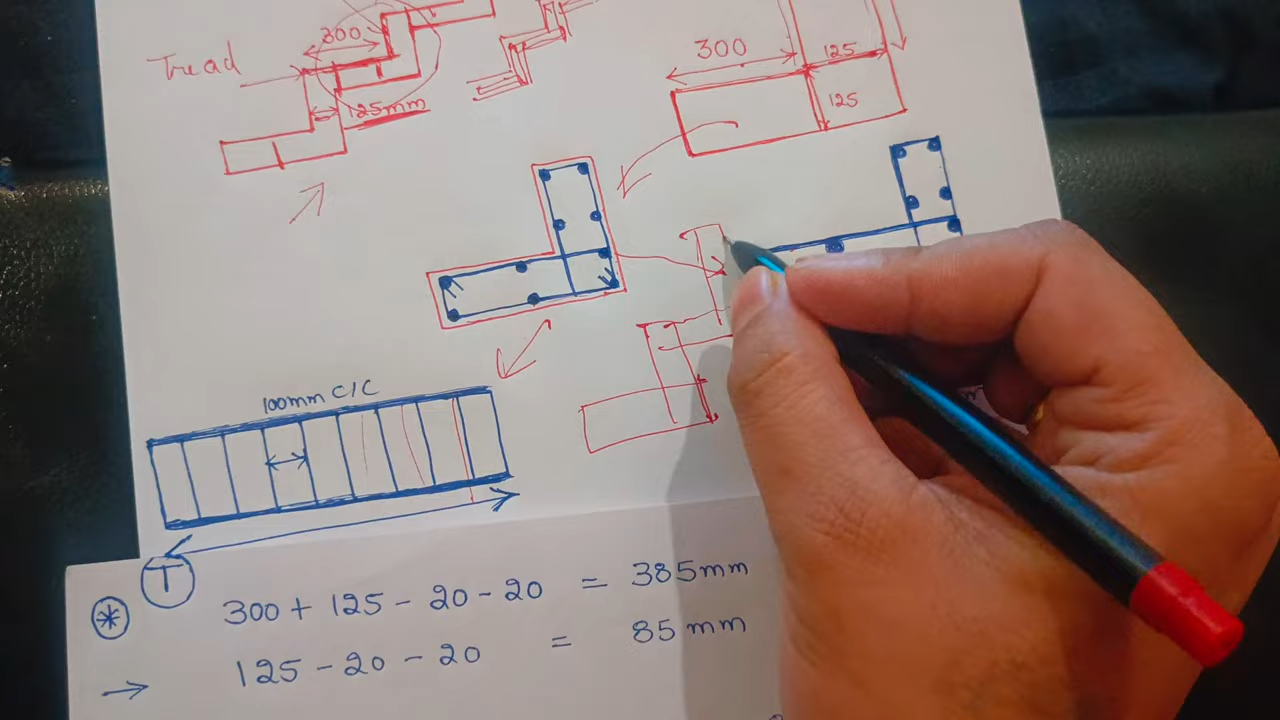 300
Tread
125mm
300
125
125
100mm C/C
T
* 300 + 125 - 20 - 20 = 385mm
→ 125 - 20 - 20 = 85 mm